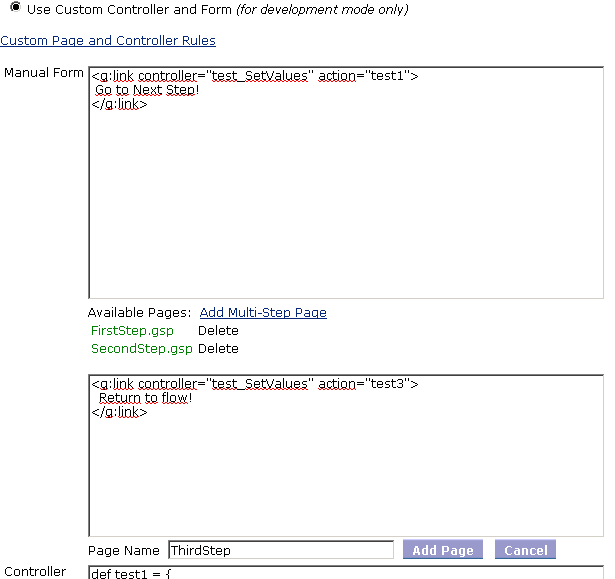 Use Custom Controller and Form (for development mode only)
Custom Page and Controller Rules
Manual Form
<g:link controller="test_SetValues" action="test1">
Go to Next Step!
</g:link>
Available Pages: Add Multi-Step Page
FirstStep.gsp Delete
SecondStep.gsp Delete
<g:link controller="test_SetValues" action="test3">
Return to flow!
</g:link>
Page Name ThirdStep Add Page Cancel
Controller def test1 = {